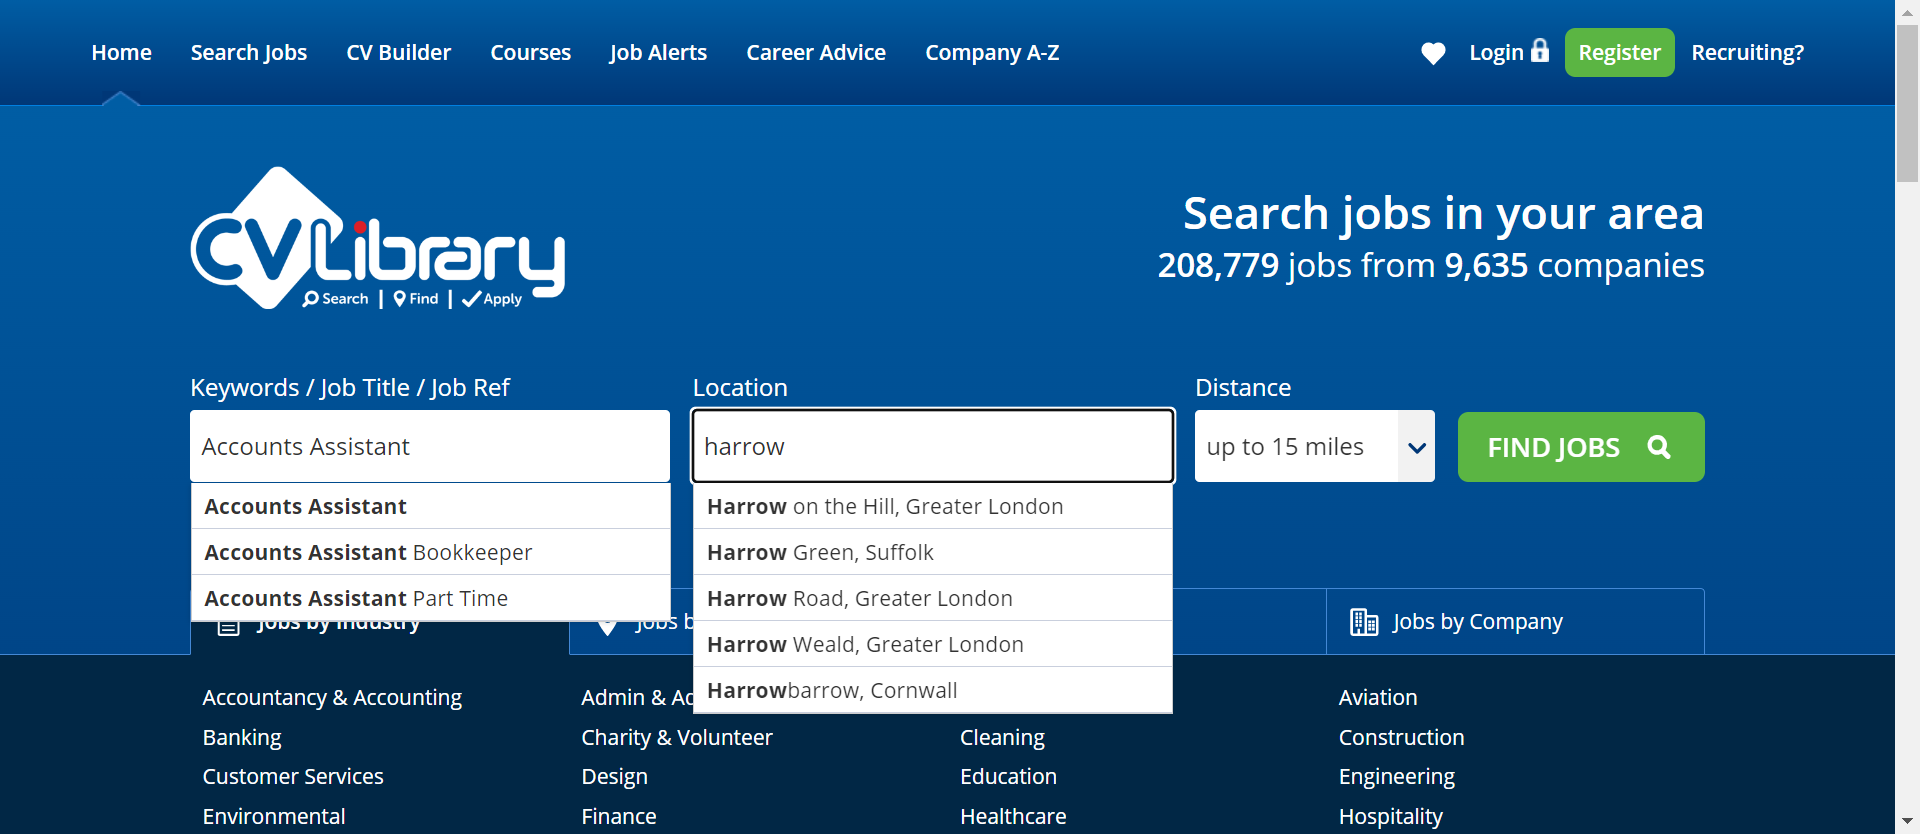 Home Search Jobs CV Builder Courses Job Alerts Career Advice Company A-Z Login Register Recruiting?
CVLibrary
Search | Find | Apply
Search jobs in your area
208,779 jobs from 9,635 companies
Keywords / Job Title / Job Ref Location Distance
Accounts Assistant harrow up to 15 miles FIND JOBS
Accounts Assistant
Accounts Assistant Bookkeeper
Accounts Assistant Part Time
Harrow on the Hill, Greater London
Harrow Green, Suffolk
Harrow Road, Greater London
Harrow Weald, Greater London
Harrowbarrow, Cornwall
Jobs by Industry Jobs Jobs by Company
Accountancy & Accounting Admin & Aviation
Banking Charity & Volunteer Cleaning Construction
Customer Services Design Education Engineering
Environmental Finance Healthcare Hospitality